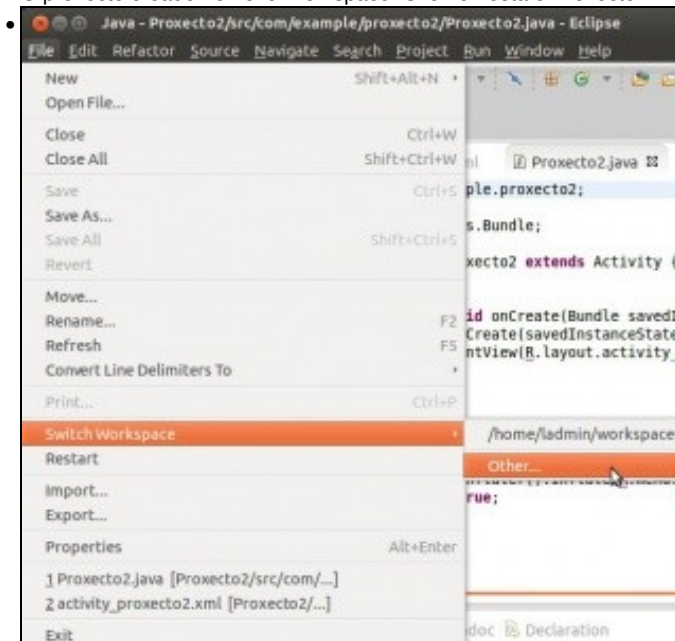 Java - Proxecto2/src/com/example/proxecto2/Proxecto2.java - Eclipse
File Edit Refactor Source Navigate Search Project Run Window Help
New Shift+Alt+N
Open File...
Close Ctrl+W
Close All Shift+Ctrl+W
Proxecto2.java
Save Ctrl+S
ple.proxecto2;
Save As...
s.Bundle;
Save All Shift+Ctrl+S
Revert
xecto2 extends Activity {
Move...
Rename... F2
id onCreate(Bundle savedI
Refresh F5
Create(savedInstanceState
Convert Line Delimiters To
ntView(R.layout.activity_
Print... Ctrl+P
Switch Workspace
/home/ladmin/workspace
Restart
Other...
Import...
rue;
Export...
Properties Alt+Enter
1 Proxecto2.java [Proxecto2/src/com/...]
2 activity_proxecto2.xml [Proxecto2/...]
Exit
doc Declaration